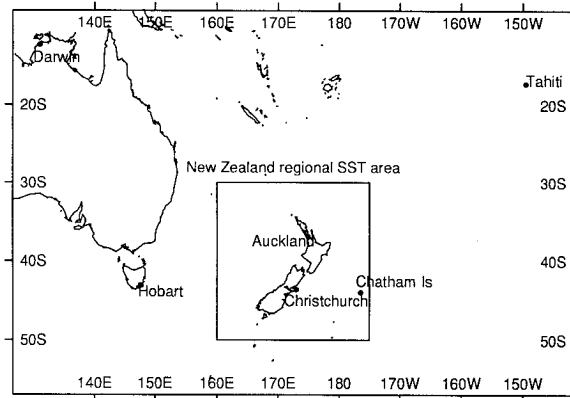 140E 150E 160E 170E 180 170W 160W 150W
Darwin
Tahiti
20S 20S
New Zealand regional SST area
30S 30S
Auckland
40S 40S
Chatham Is
Hobart
Christchurch
50S 50S
140E 150E 160E 170E 180 170W 160W 150W